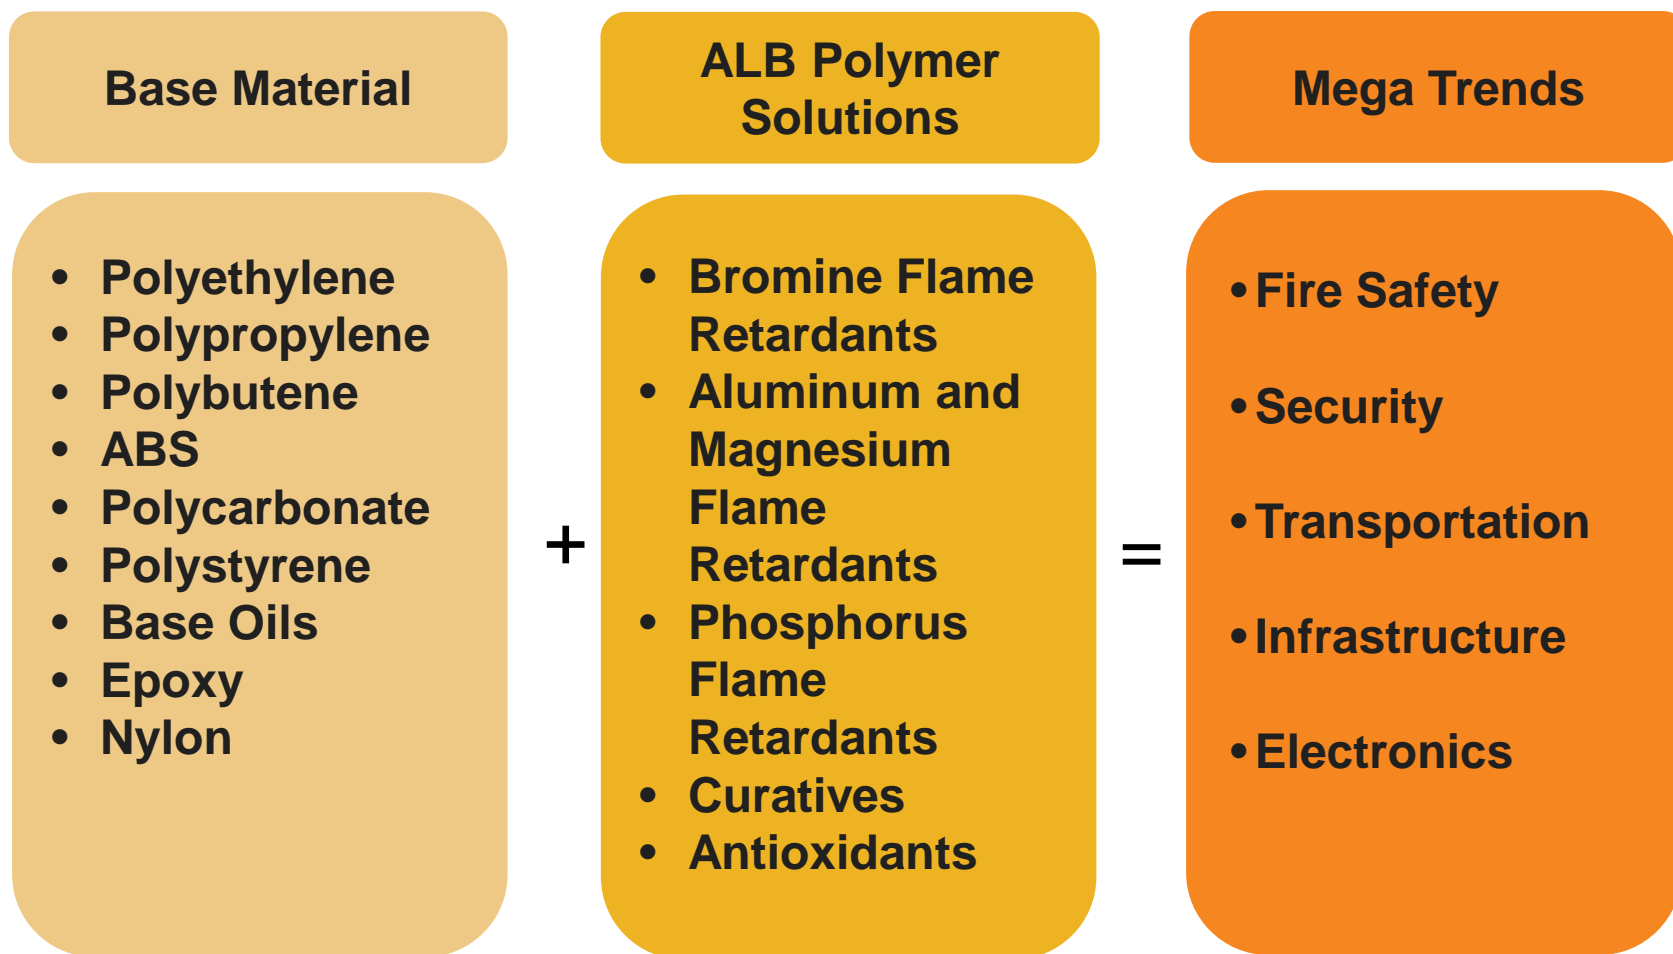 Base Material
• Polyethylene
• Polypropylene
• Polybutene
• ABS
• Polycarbonate
• Polystyrene
• Base Oils
• Epoxy
• Nylon
+
ALB Polymer
Solutions
• Bromine Flame
Retardants
• Aluminum and
Magnesium
Flame
Retardants
• Phosphorus
Flame
Retardants
• Curatives
• Antioxidants
=
Mega Trends
• Fire Safety
• Security
• Transportation
• Infrastructure
• Electronics